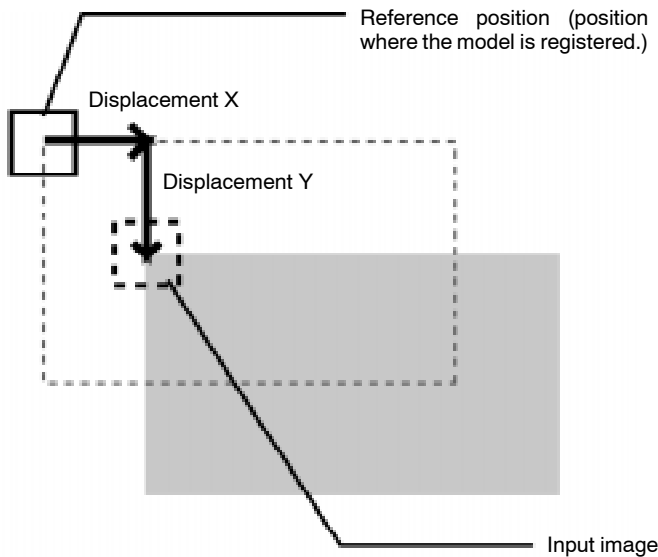 Reference position (position
where the model is registered.)
Displacement X
Displacement Y
Input image